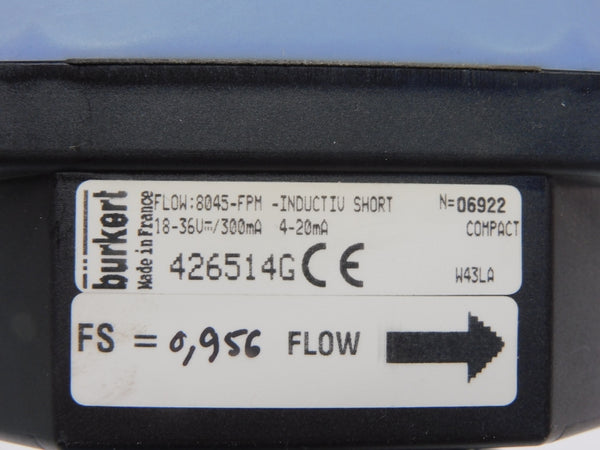 burkert
Made in France
FLOW:8045-FPM -INDUCTIV SHORT N=06922
18-36V⎓/300mA 4-20mA COMPACT
426514G CE W43LA
FS = 0,956 FLOW